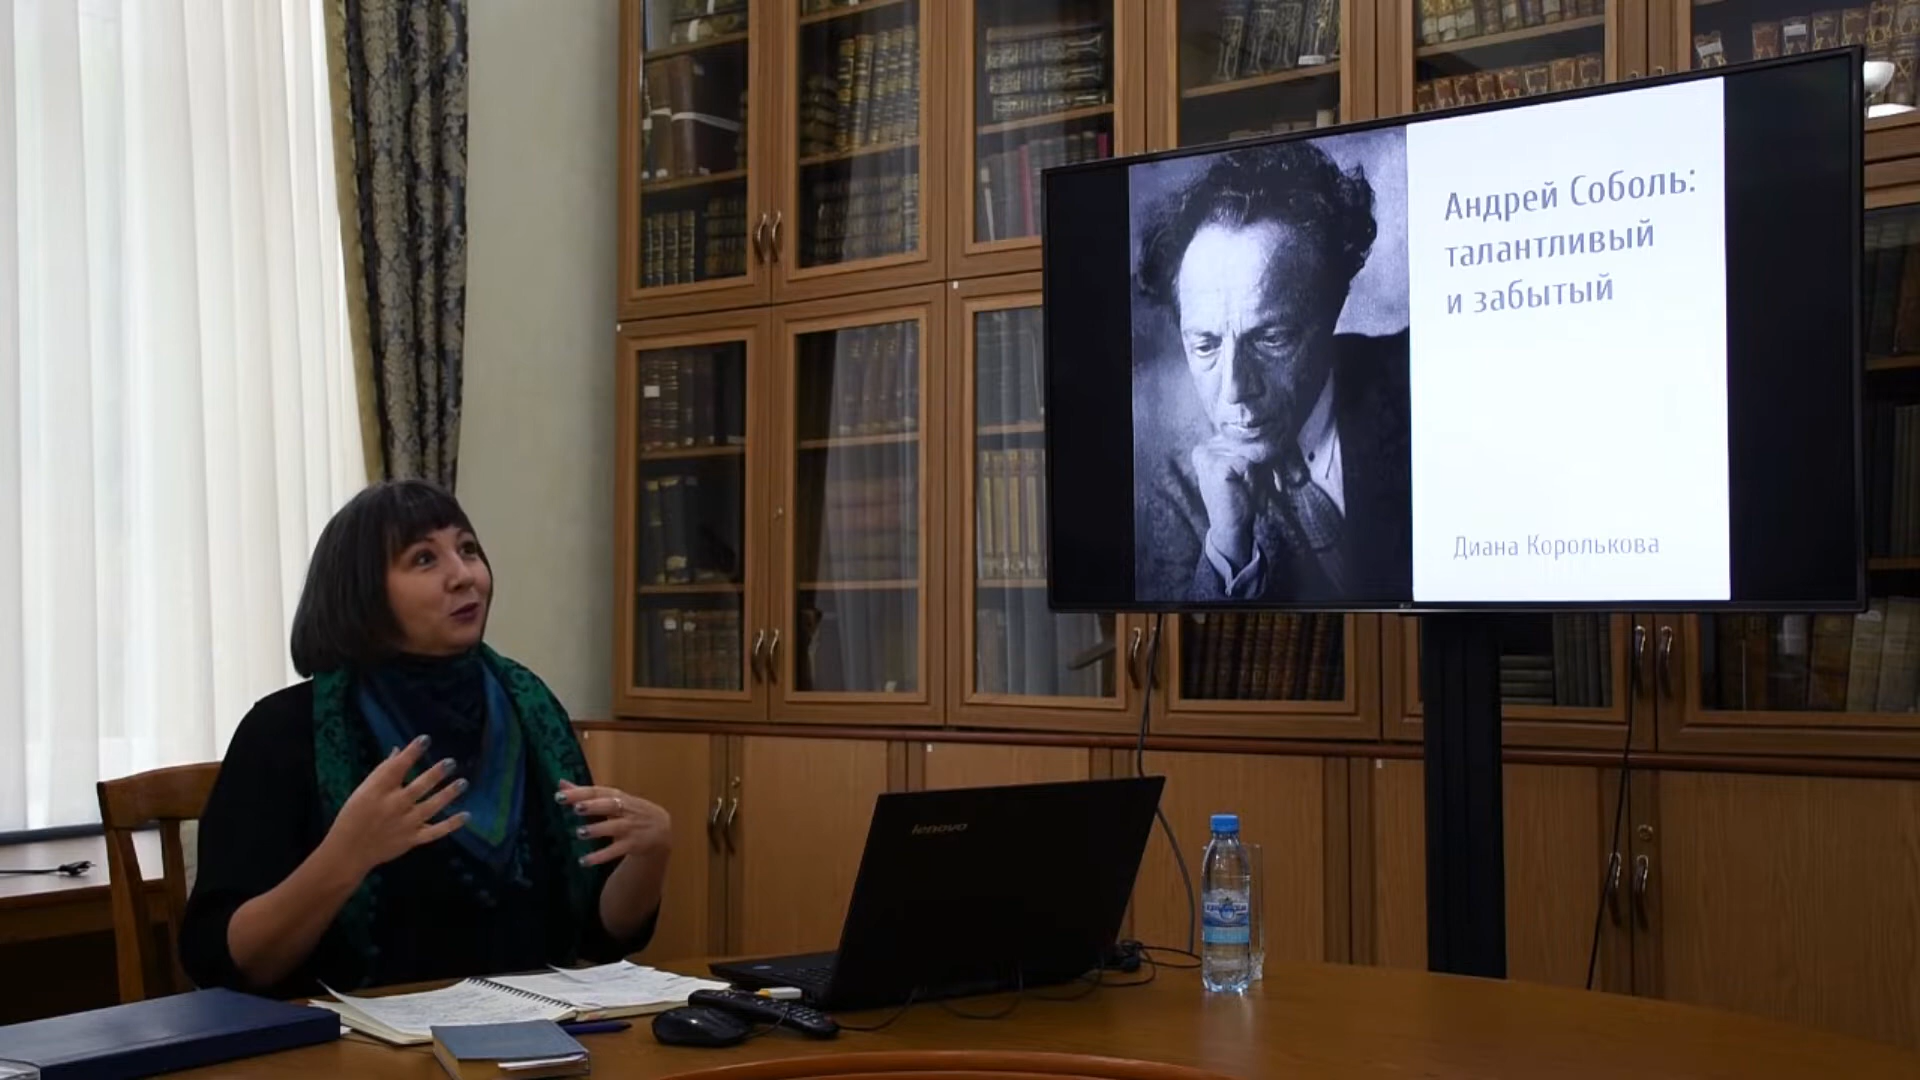 Андрей Соболь:
талантливый
и забытый
Диана Королькова
lenovo